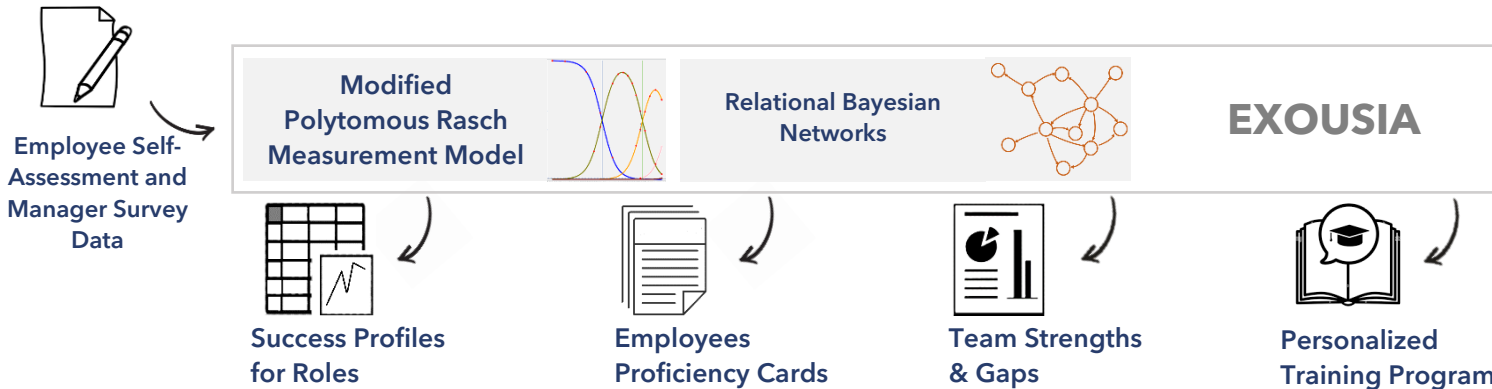 Employee Self-
Assessment and
Manager Survey
Data
Modified
Polytomous Rasch
Measurement Model
Relational Bayesian
Networks
EXOUSIA
Success Profiles
for Roles
Employees
Proficiency Cards
Team Strengths
& Gaps
Personalized
Training Program